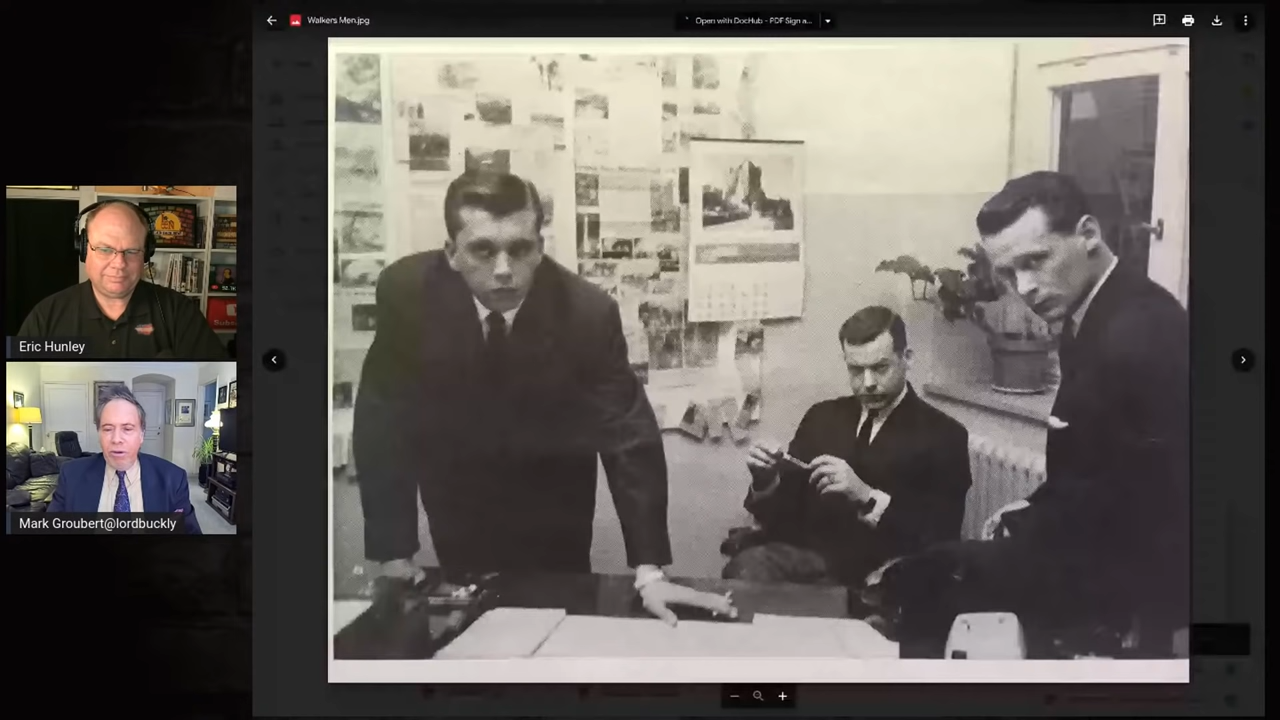 Walkers Men.jpg
Open with DocHub - PDF Sign a...
Eric Hunley
Mark Groubert@lordbuckly